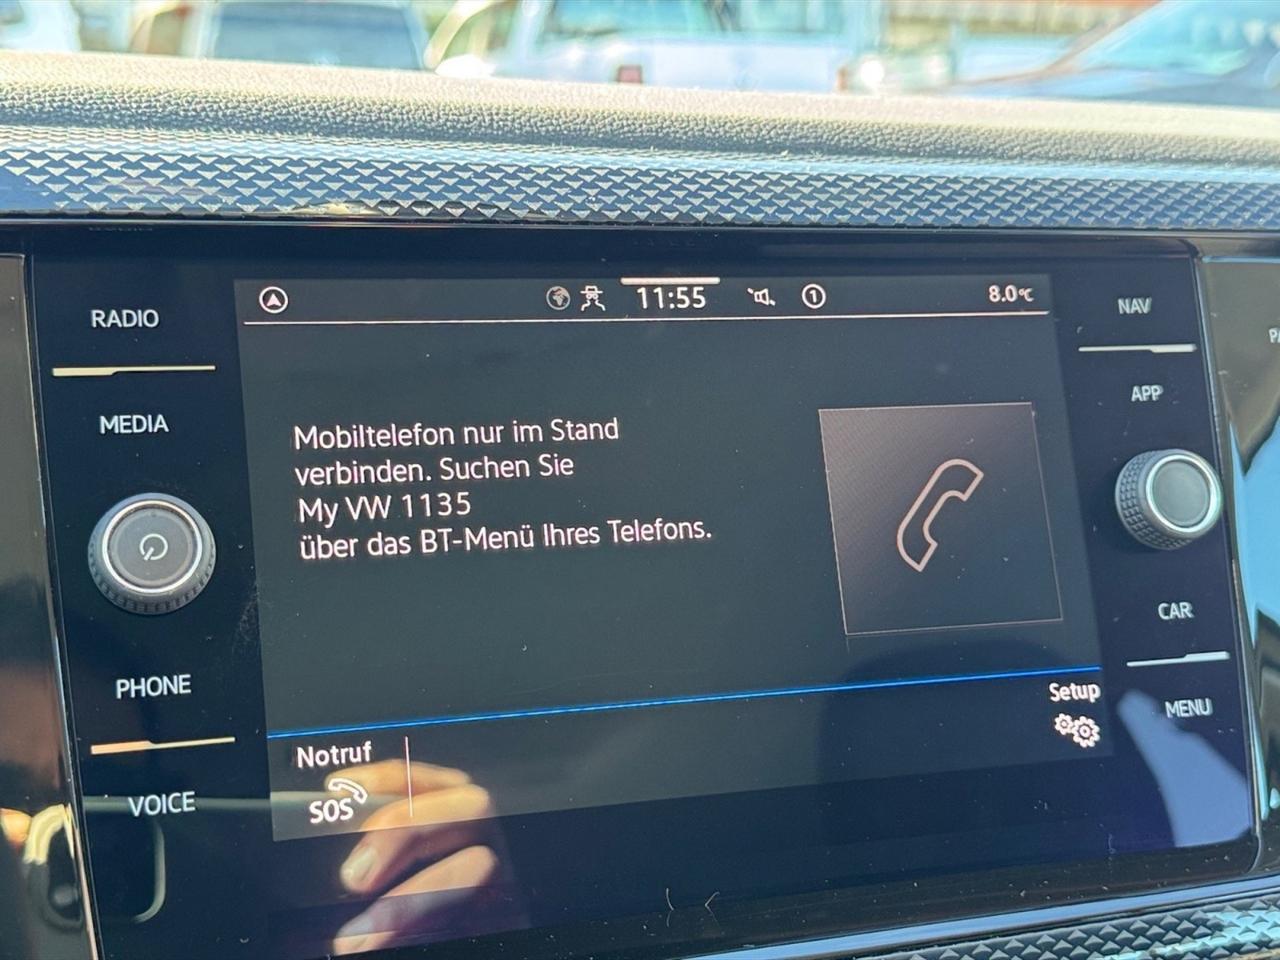 RADIO
MEDIA
PHONE
VOICE
11:55
1
8.0°C
Mobiltelefon nur im Stand
verbinden. Suchen Sie
My VW 1135
über das BT-Menü Ihres Telefons.
Setup
Notruf
SOS
NAV
APP
CAR
MENU